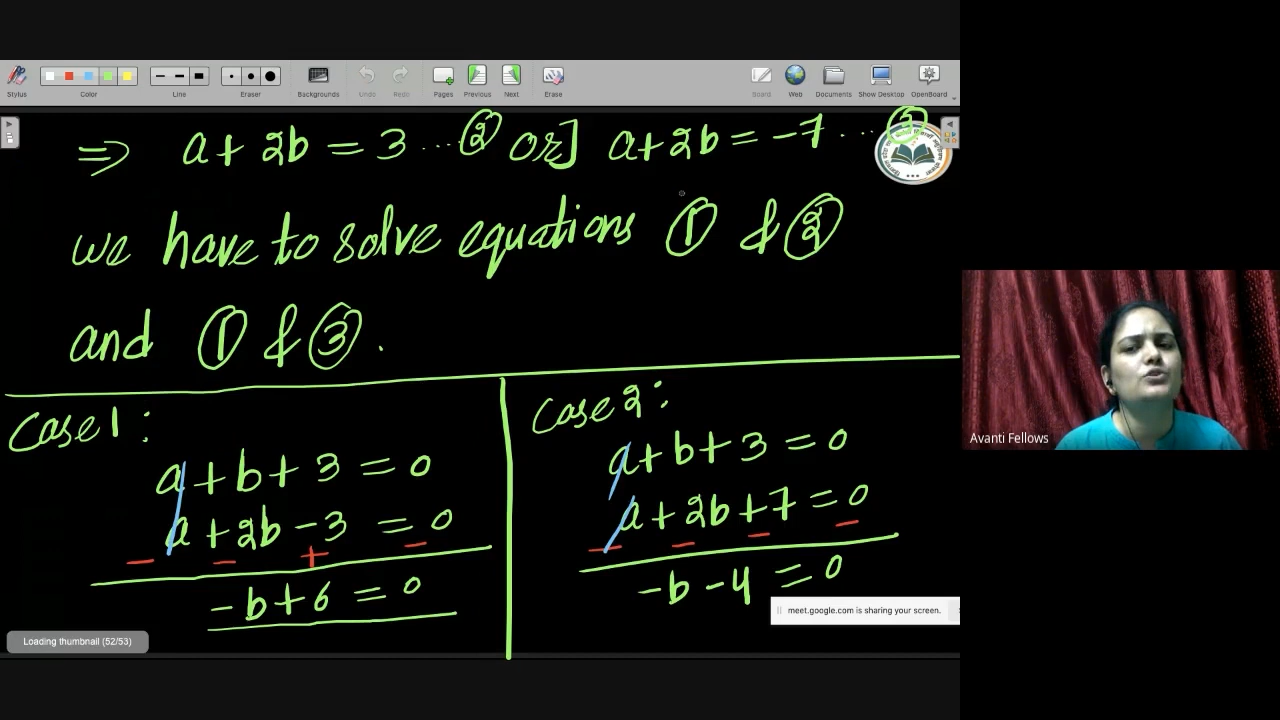 Stylus Color Line Eraser Backgrounds Undo Redo Pages Previous Next Erase Board Web Documents Show Desktop OpenBoard
=> a + 2b = 3 ... ② or] a + 2b = -7 ... ③
we have to solve equations ① & ②
and ① & ③.
Case 1:
a + b + 3 = 0
a + 2b - 3 = 0
- - + -
-b + 6 = 0
Case 2:
a + b + 3 = 0
a + 2b + 7 = 0
- - - -
-b - 4 = 0
meet.google.com is sharing your screen.
Loading thumbnail (52/53)
Avanti Fellows